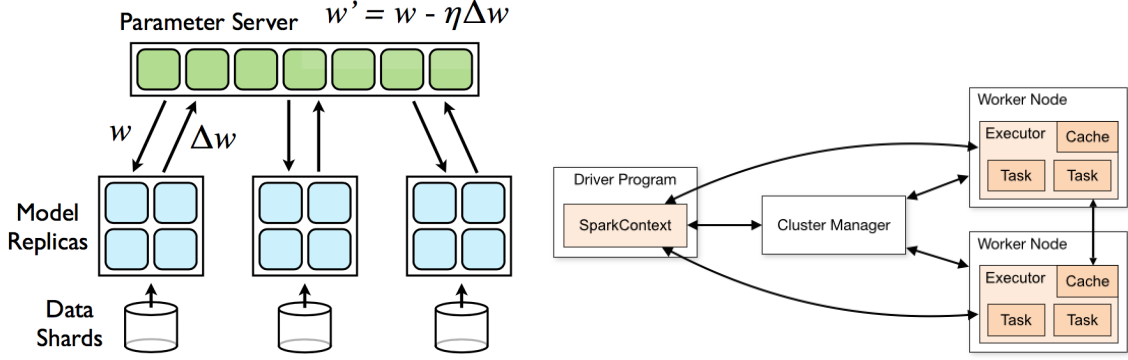 Parameter Server
w' = w - ηΔw
w
Δw
Model
Replicas
Data
Shards
Driver Program
SparkContext
Cluster Manager
Worker Node
Executor
Cache
Task
Task
Worker Node
Executor
Cache
Task
Task